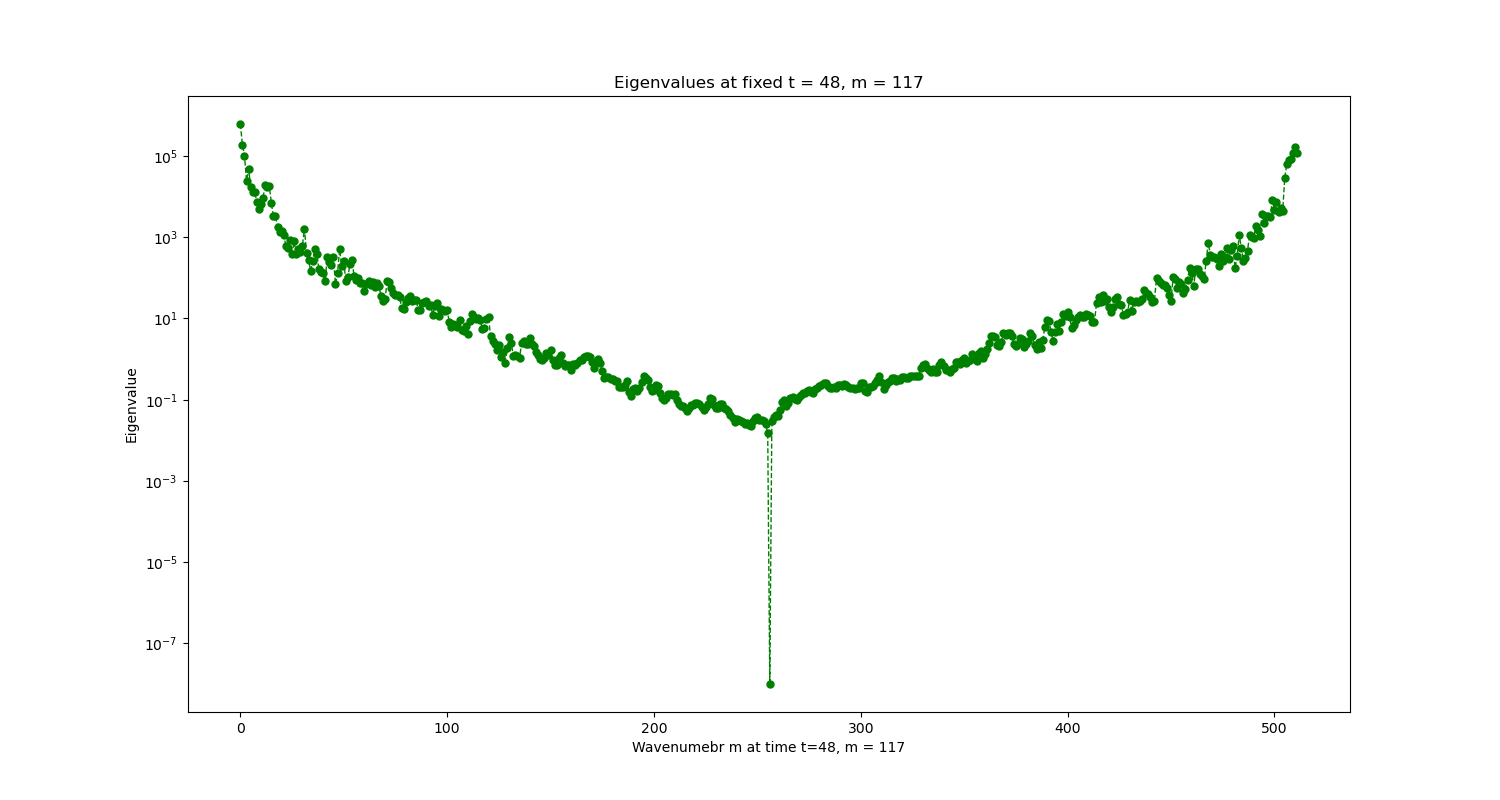 Eigenvalues at fixed t = 48, m = 117
10^5
10^3
10^1
10^-1
10^-3
10^-5
10^-7
Eigenvalue
0 100 200 300 400 500
Wavenumebr m at time t=48, m = 117